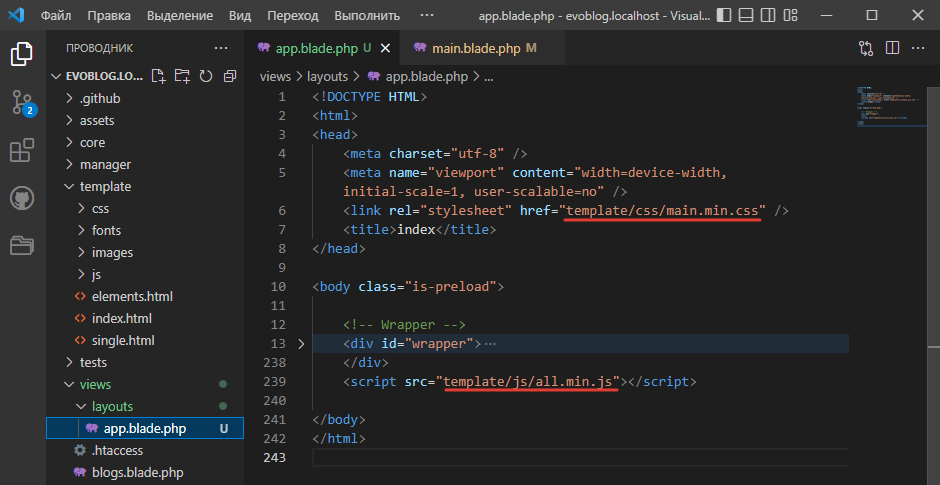 Файл Правка Выделение Вид Переход Выполнить ··· app.blade.php - evoblog.localhost - Visual...
ПРОВОДНИК ···
app.blade.php U
main.blade.php M
EVOBLOG.LO...
views > layouts > app.blade.php > ...
.github
assets
core
manager
template
css
fonts
images
js
elements.html
index.html
single.html
tests
views
layouts
app.blade.php U
.htaccess
blogs.blade.php
2
1 <!DOCTYPE HTML>
2 <html>
3 <head>
4 <meta charset="utf-8" />
5 <meta name="viewport" content="width=device-width,
initial-scale=1, user-scalable=no" />
6 <link rel="stylesheet" href="template/css/main.min.css" />
7 <title>index</title>
8 </head>
9
10 <body class="is-preload">
11
12 <!-- Wrapper -->
13 <div id="wrapper">···
238 </div>
239 <script src="template/js/all.min.js"></script>
240
241 </body>
242 </html>
243